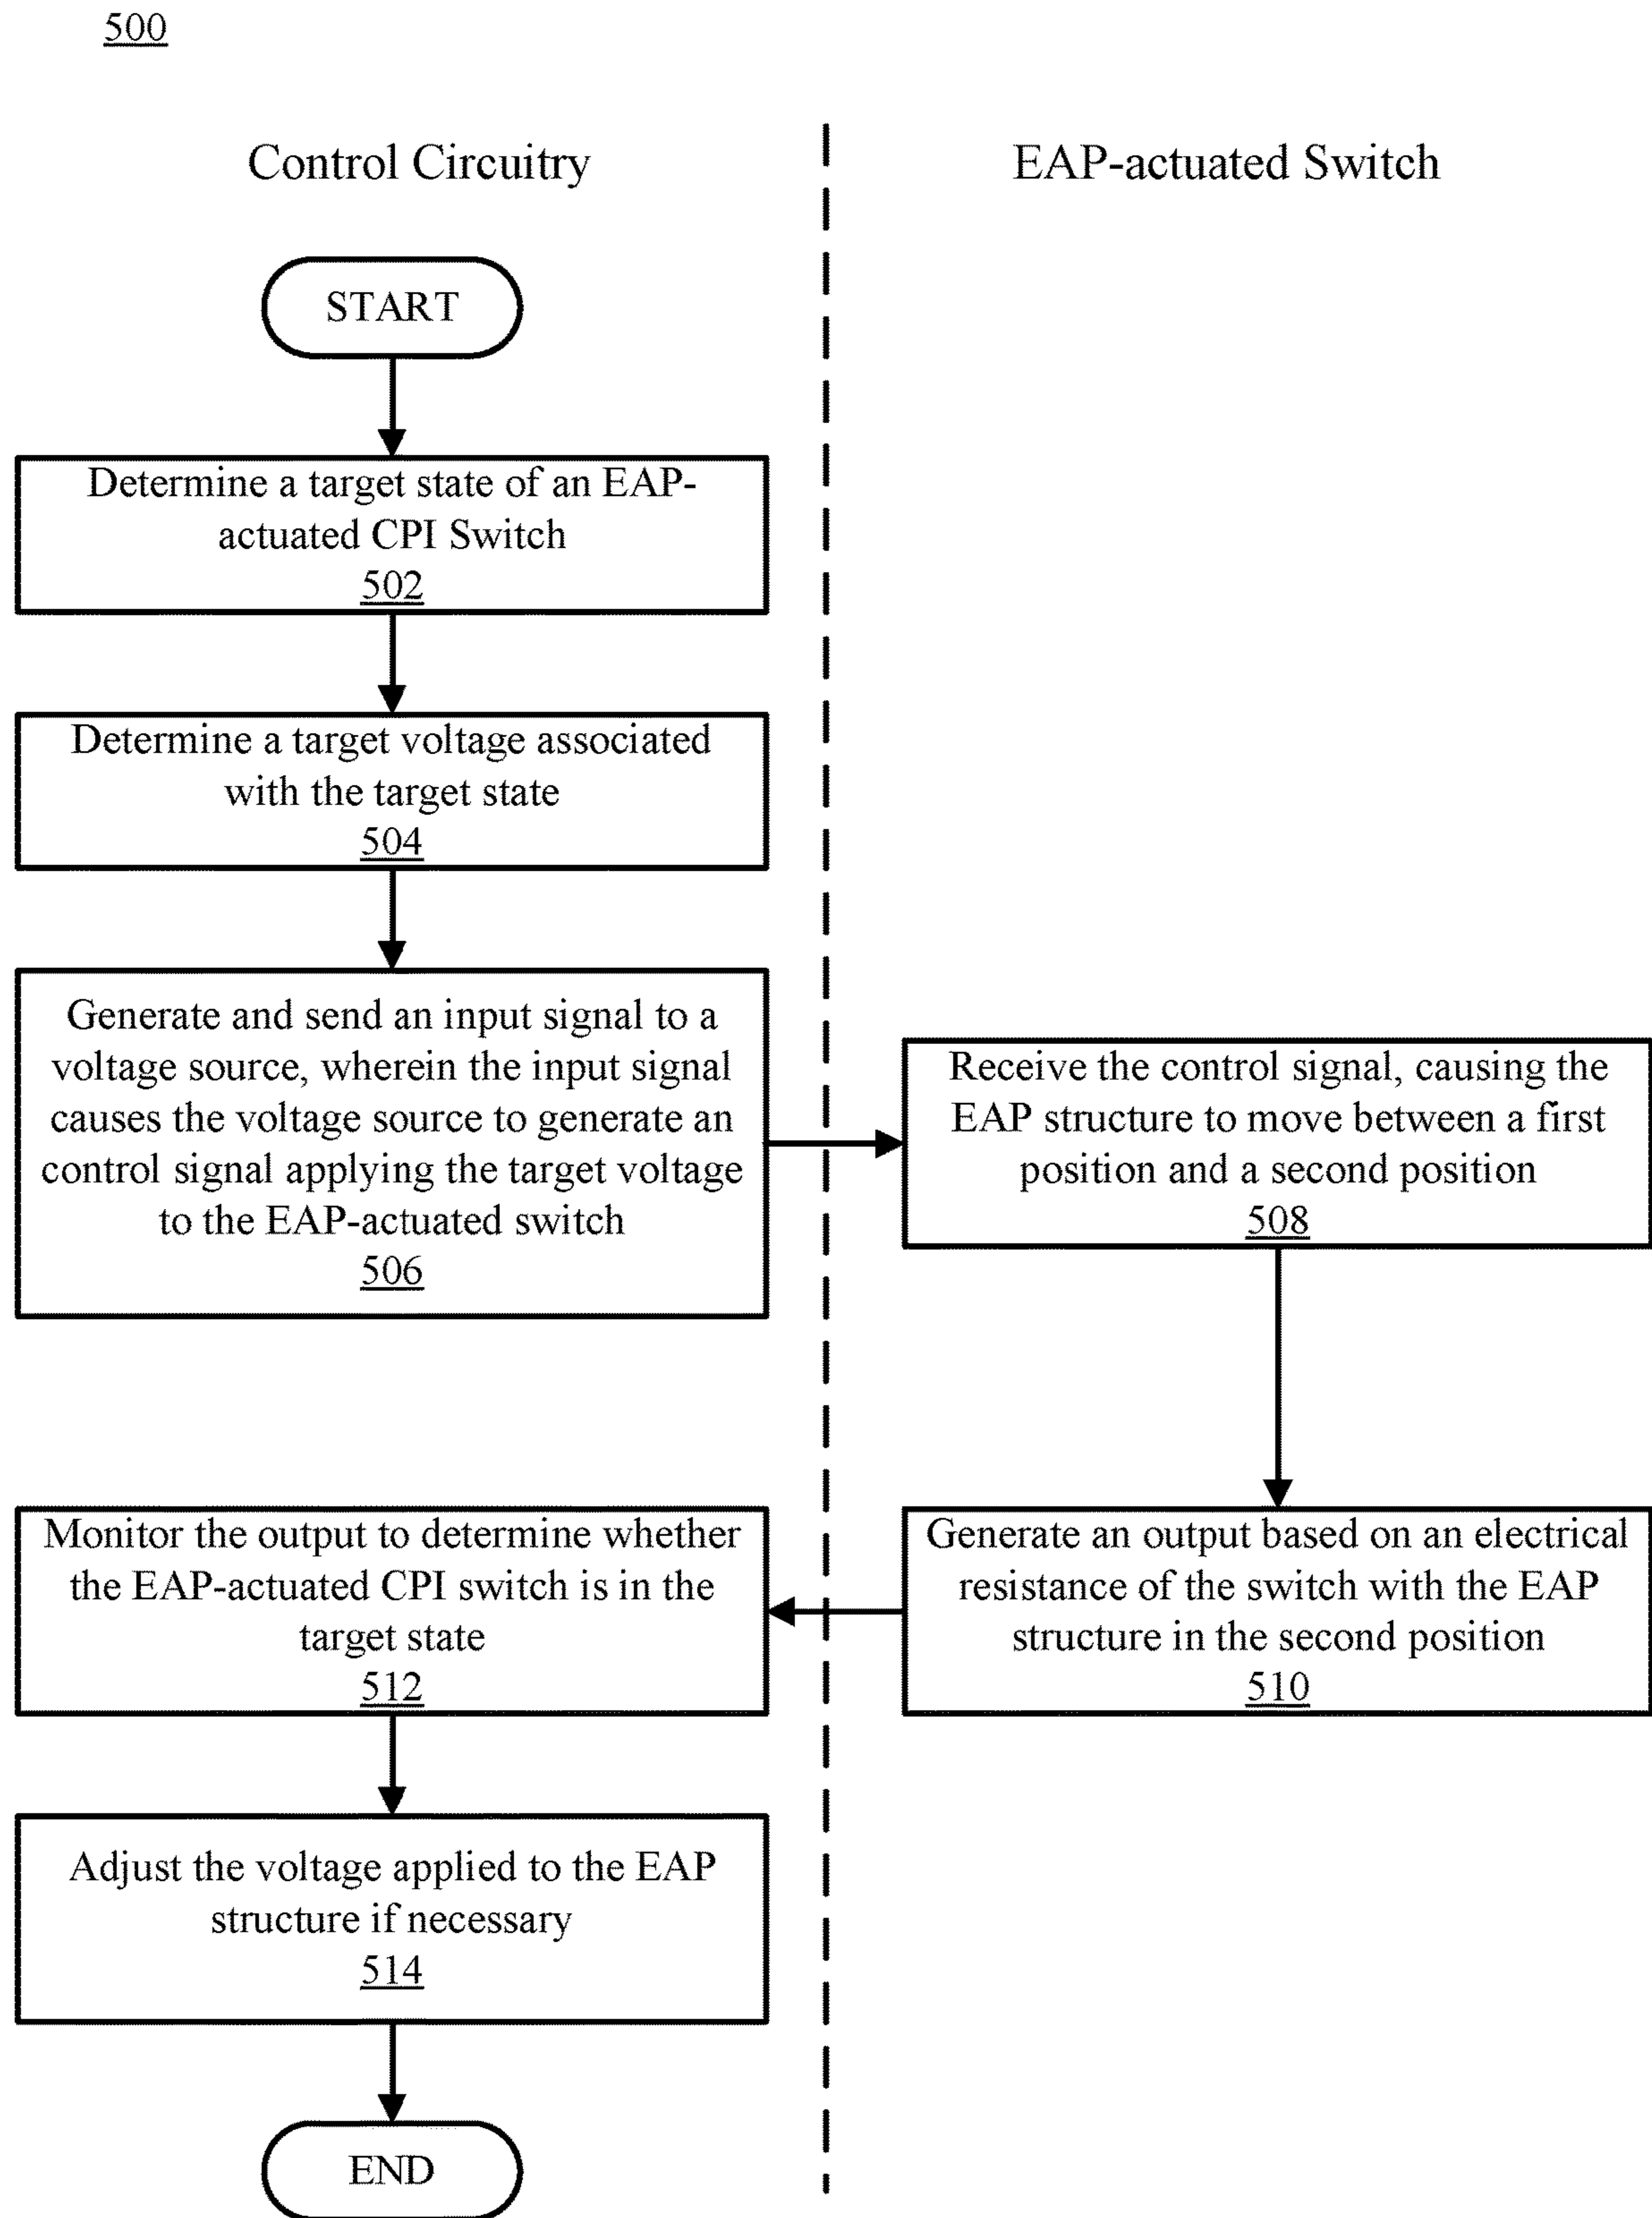 500
Control Circuitry
EAP-actuated Switch
START
Determine a target state of an EAP-
actuated CPI Switch
502
Determine a target voltage associated
with the target state
504
Generate and send an input signal to a
voltage source, wherein the input signal
causes the voltage source to generate an
control signal applying the target voltage
to the EAP-actuated switch
506
Receive the control signal, causing the
EAP structure to move between a first
position and a second position
508
Generate an output based on an electrical
resistance of the switch with the EAP
structure in the second position
510
Monitor the output to determine whether
the EAP-actuated CPI switch is in the
target state
512
Adjust the voltage applied to the EAP
structure if necessary
514
END